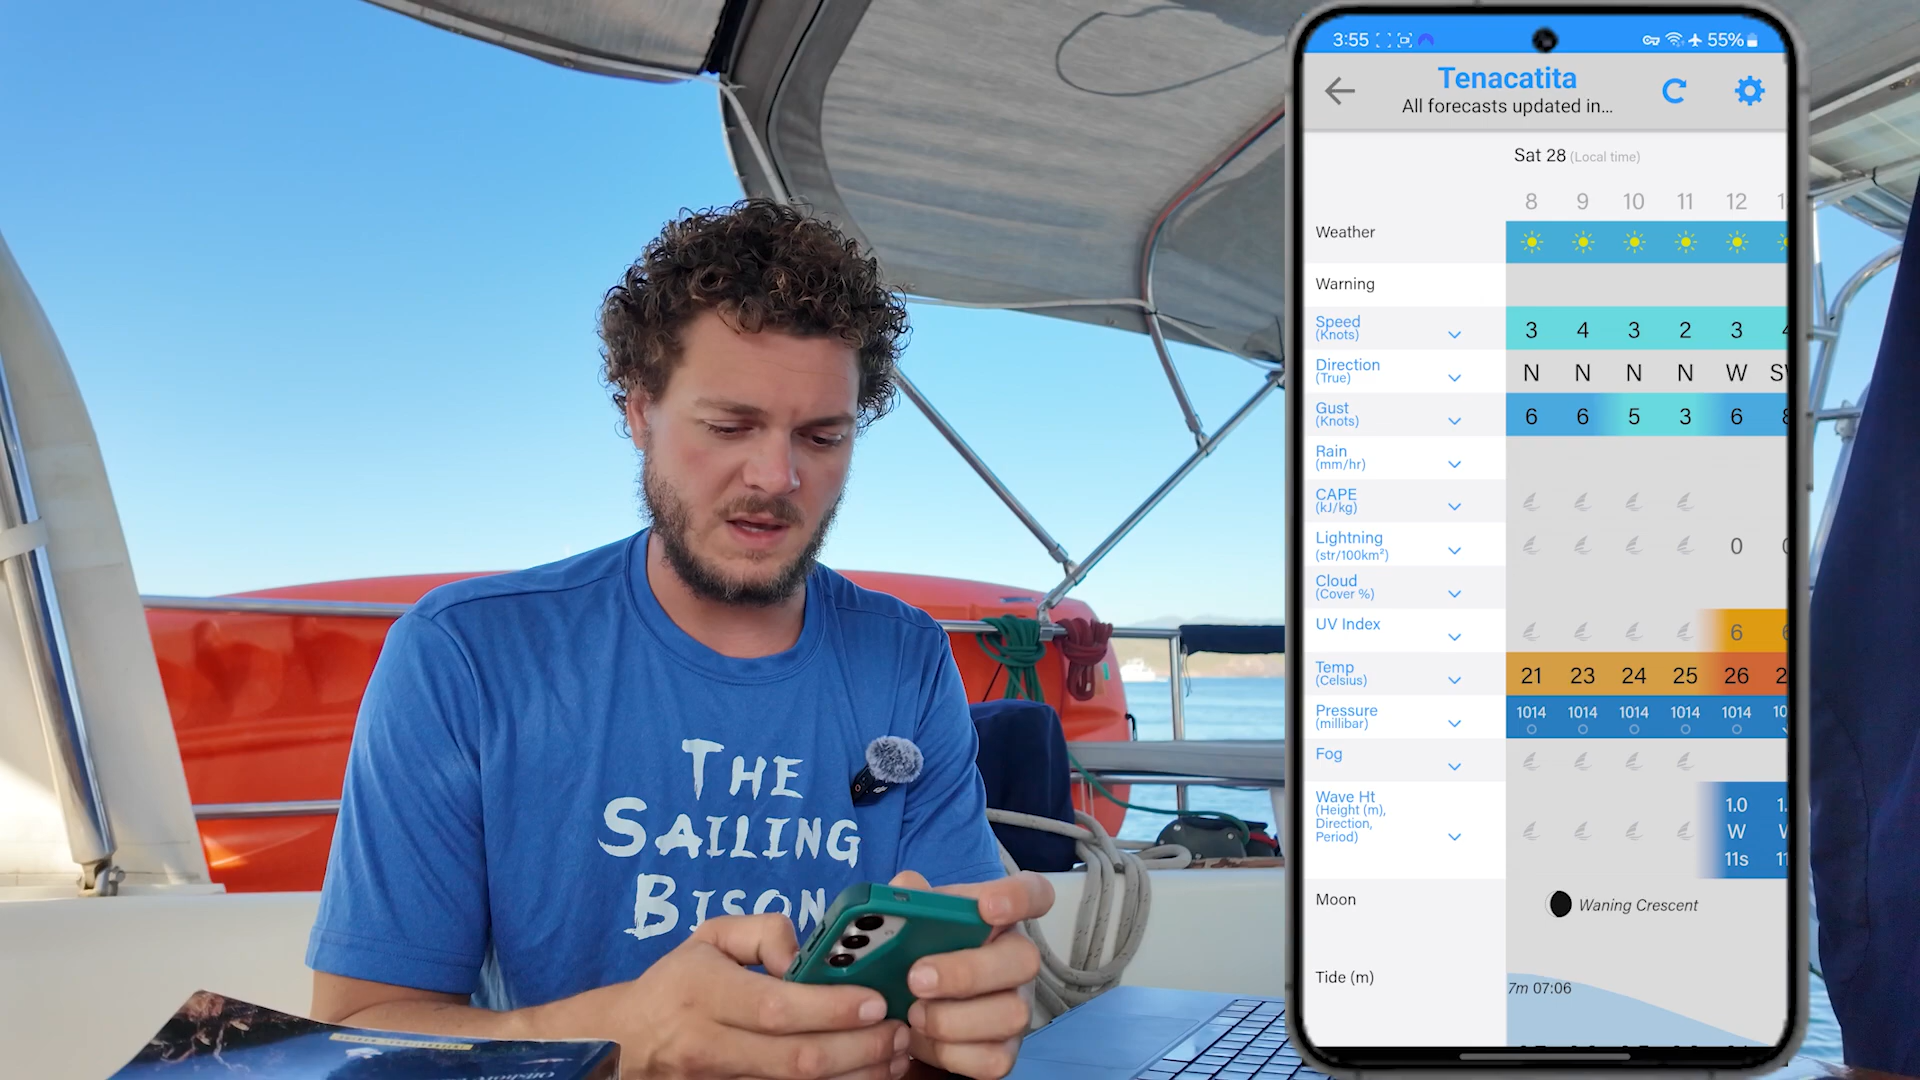 THE
SAILING
BISON
3:55 55%
Tenacatita
All forecasts updated in...
Sat 28 (Local time)
8 9 10 11 12
Weather
Warning
Speed
(Knots)
3 4 3 2 3
Direction
(True)
N N N N W
Gust
(Knots)
6 6 5 3 6
Rain
(mm/hr)
CAPE
(kJ/kg)
Lightning
(str/100km²)
0
Cloud
(Cover %)
UV Index
6
Temp
(Celsius)
21 23 24 25 26
Pressure
(millibar)
1014 1014 1014 1014 1014
Fog
Wave Ht
(Height (m),
Direction,
Period)
1.0
W
11s
Moon
Waning Crescent
Tide (m)
7m 07:06